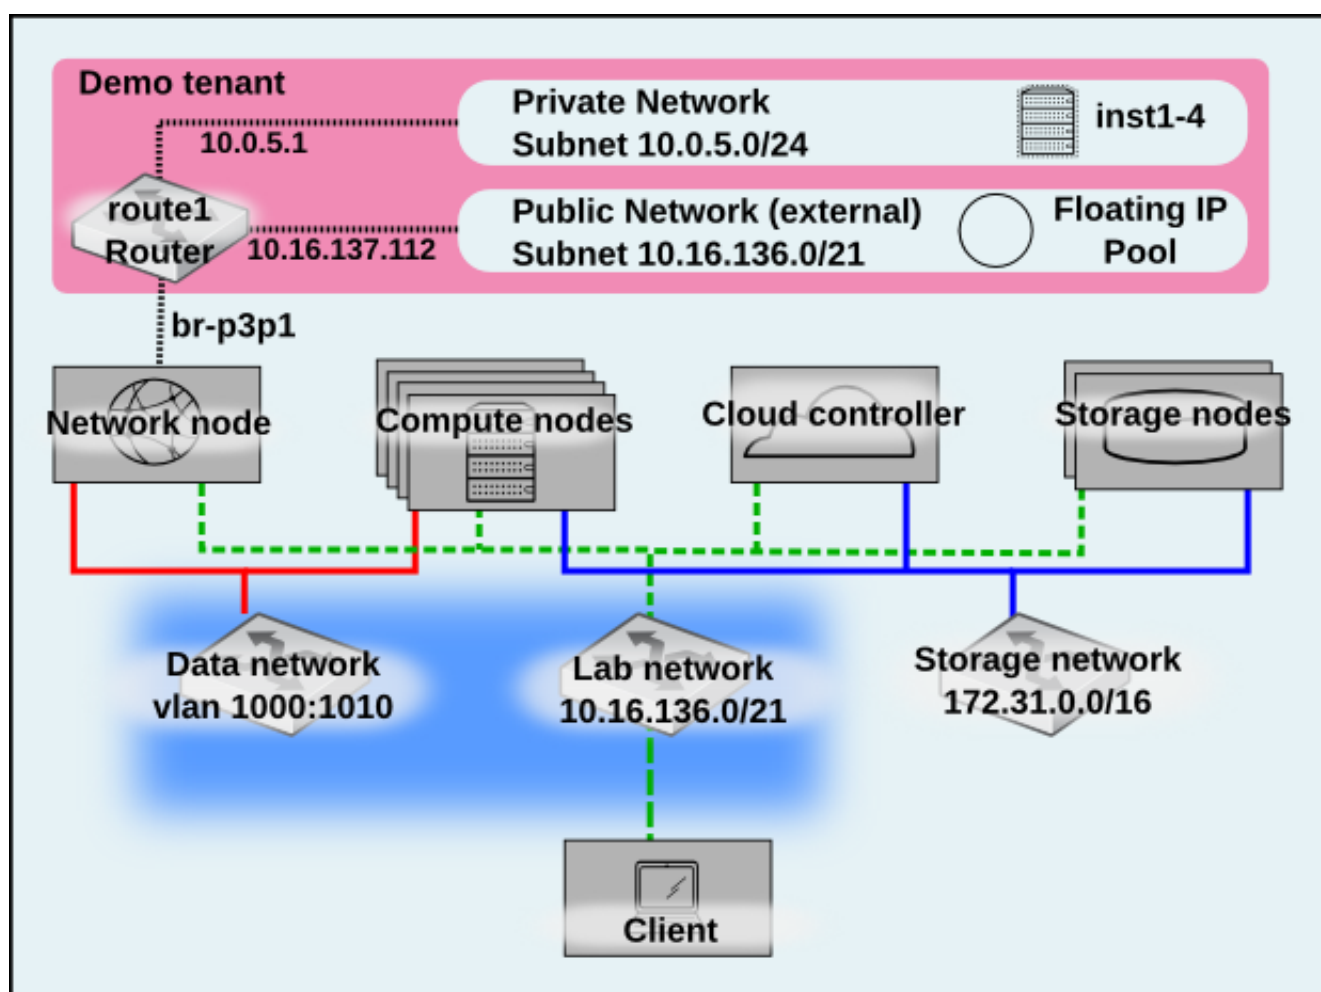 Demo tenant
Private Network
Subnet 10.0.5.0/24
inst1-4
10.0.5.1
route1
Router
10.16.137.112
Public Network (external)
Subnet 10.16.136.0/21
Floating IP
Pool
br-p3p1
Network node
Compute nodes
Cloud controller
Storage nodes
Data network
vlan 1000:1010
Lab network
10.16.136.0/21
Storage network
172.31.0.0/16
Client